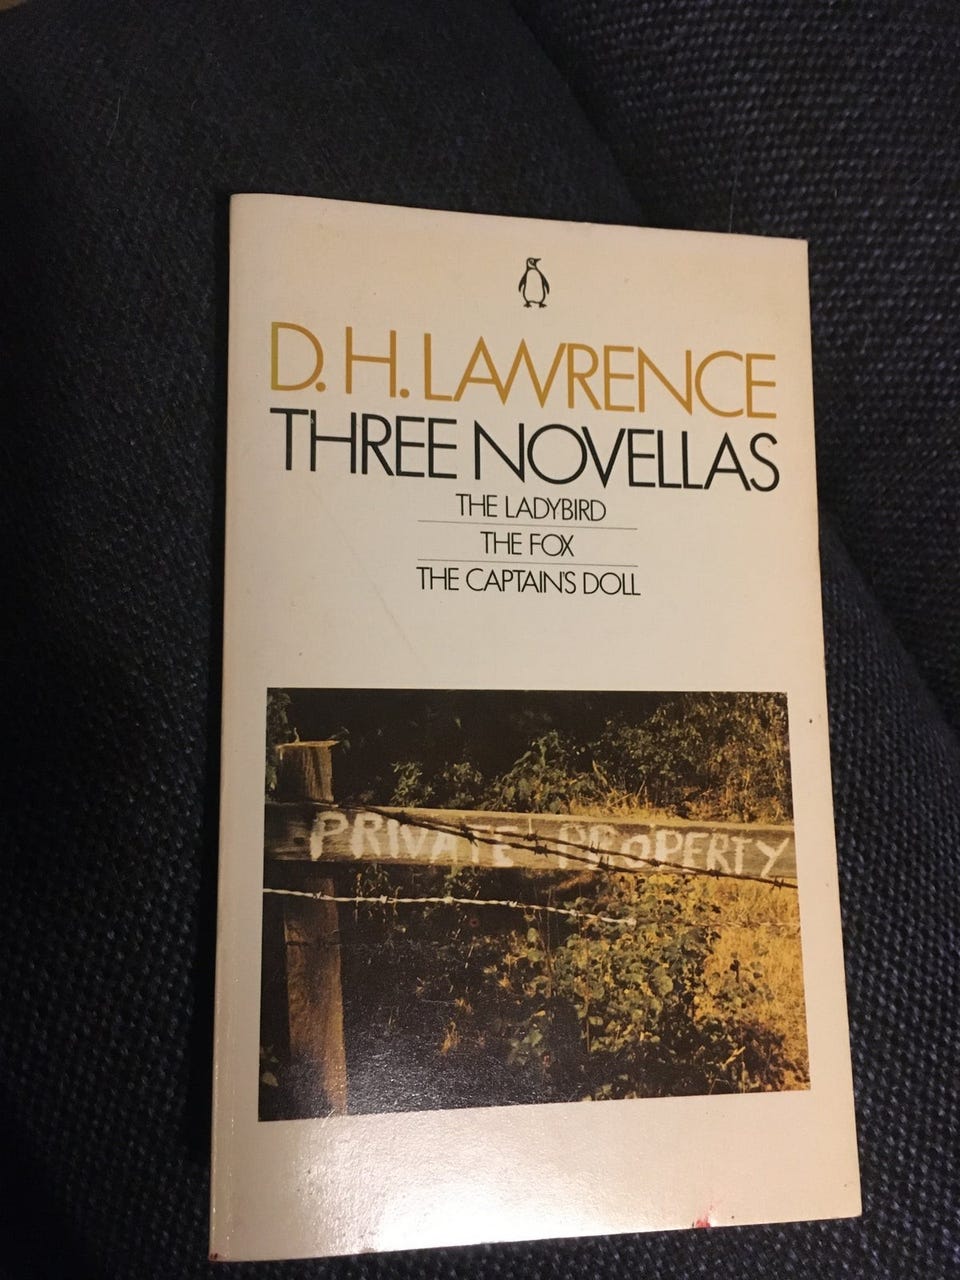 D. H. LAWRENCE
THREE NOVELLAS
THE LADYBIRD
THE FOX
THE CAPTAIN'S DOLL
PRIVATE PROPERTY